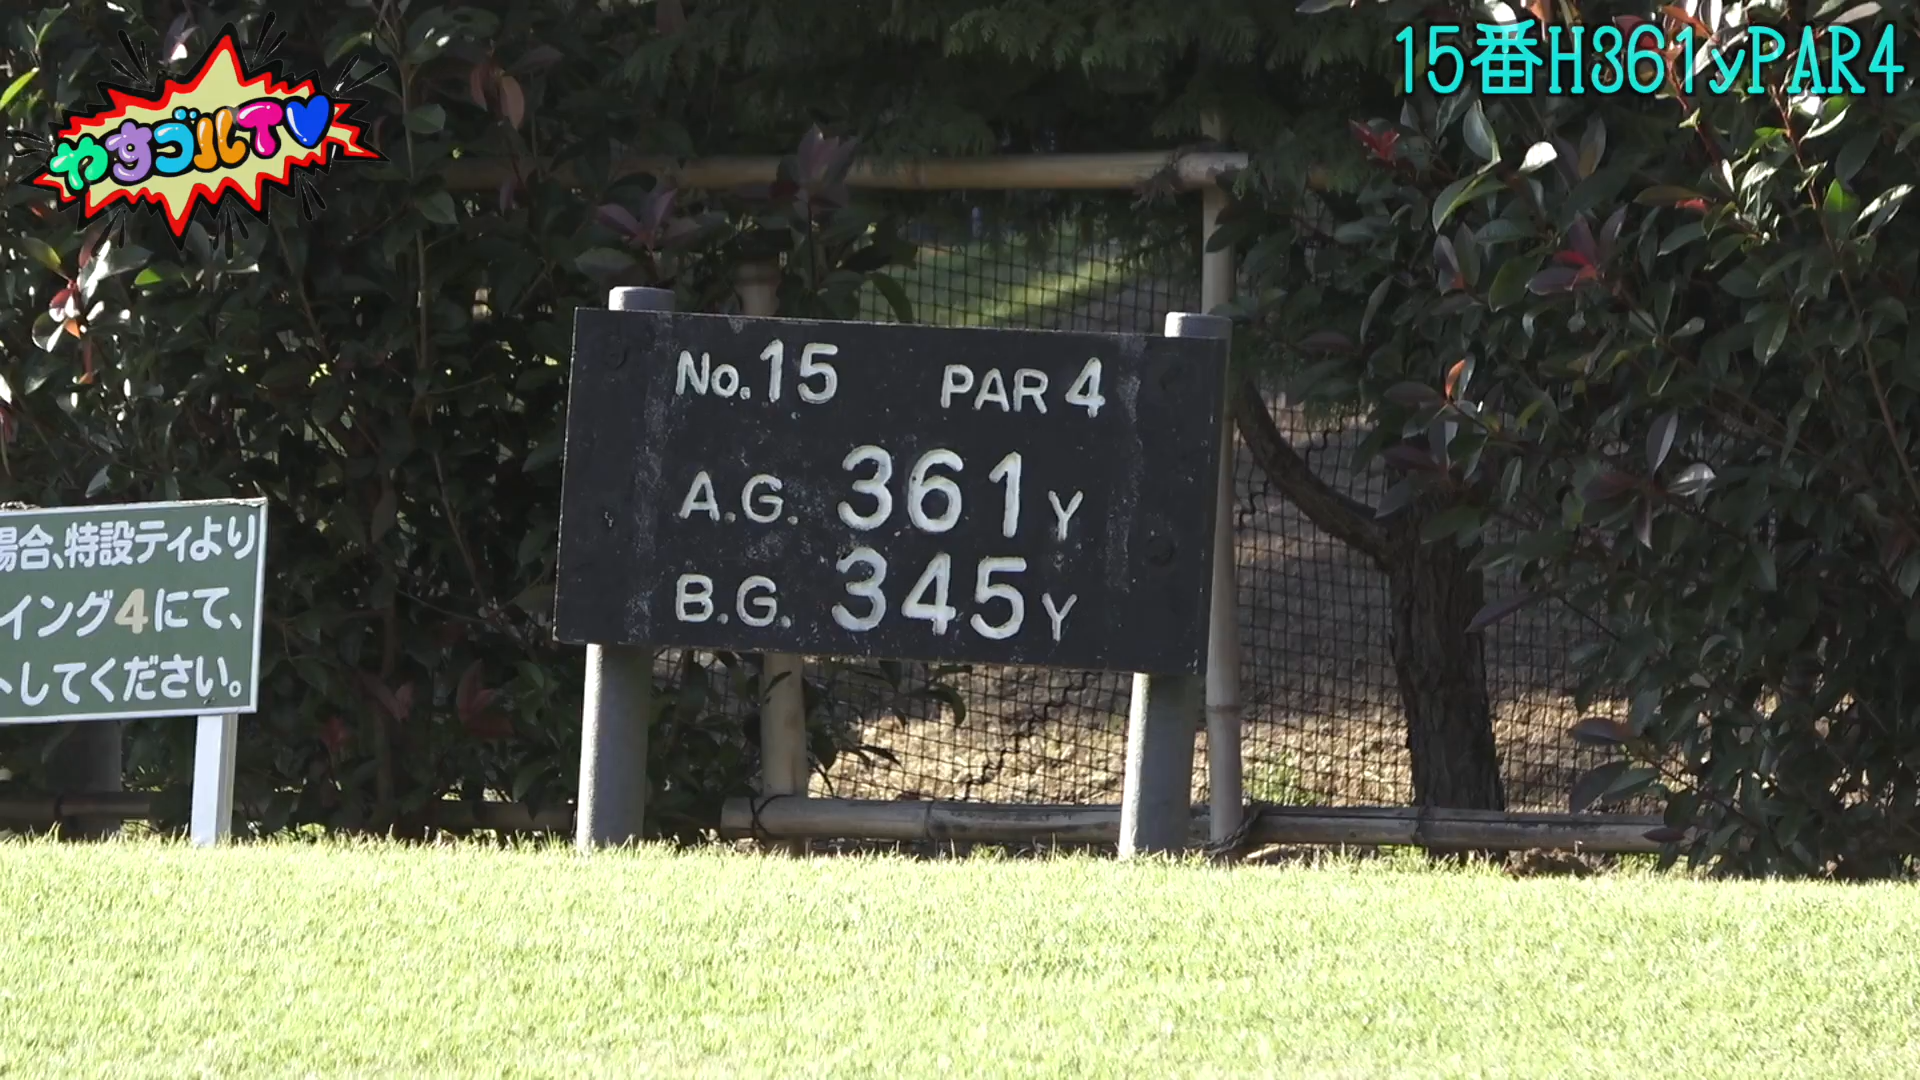 やすゴルTV
15番H361yPAR4
No.15 PAR 4
A.G. 361Y
B.G. 345Y
場合、特設ティより
イング4にて、
トしてください。